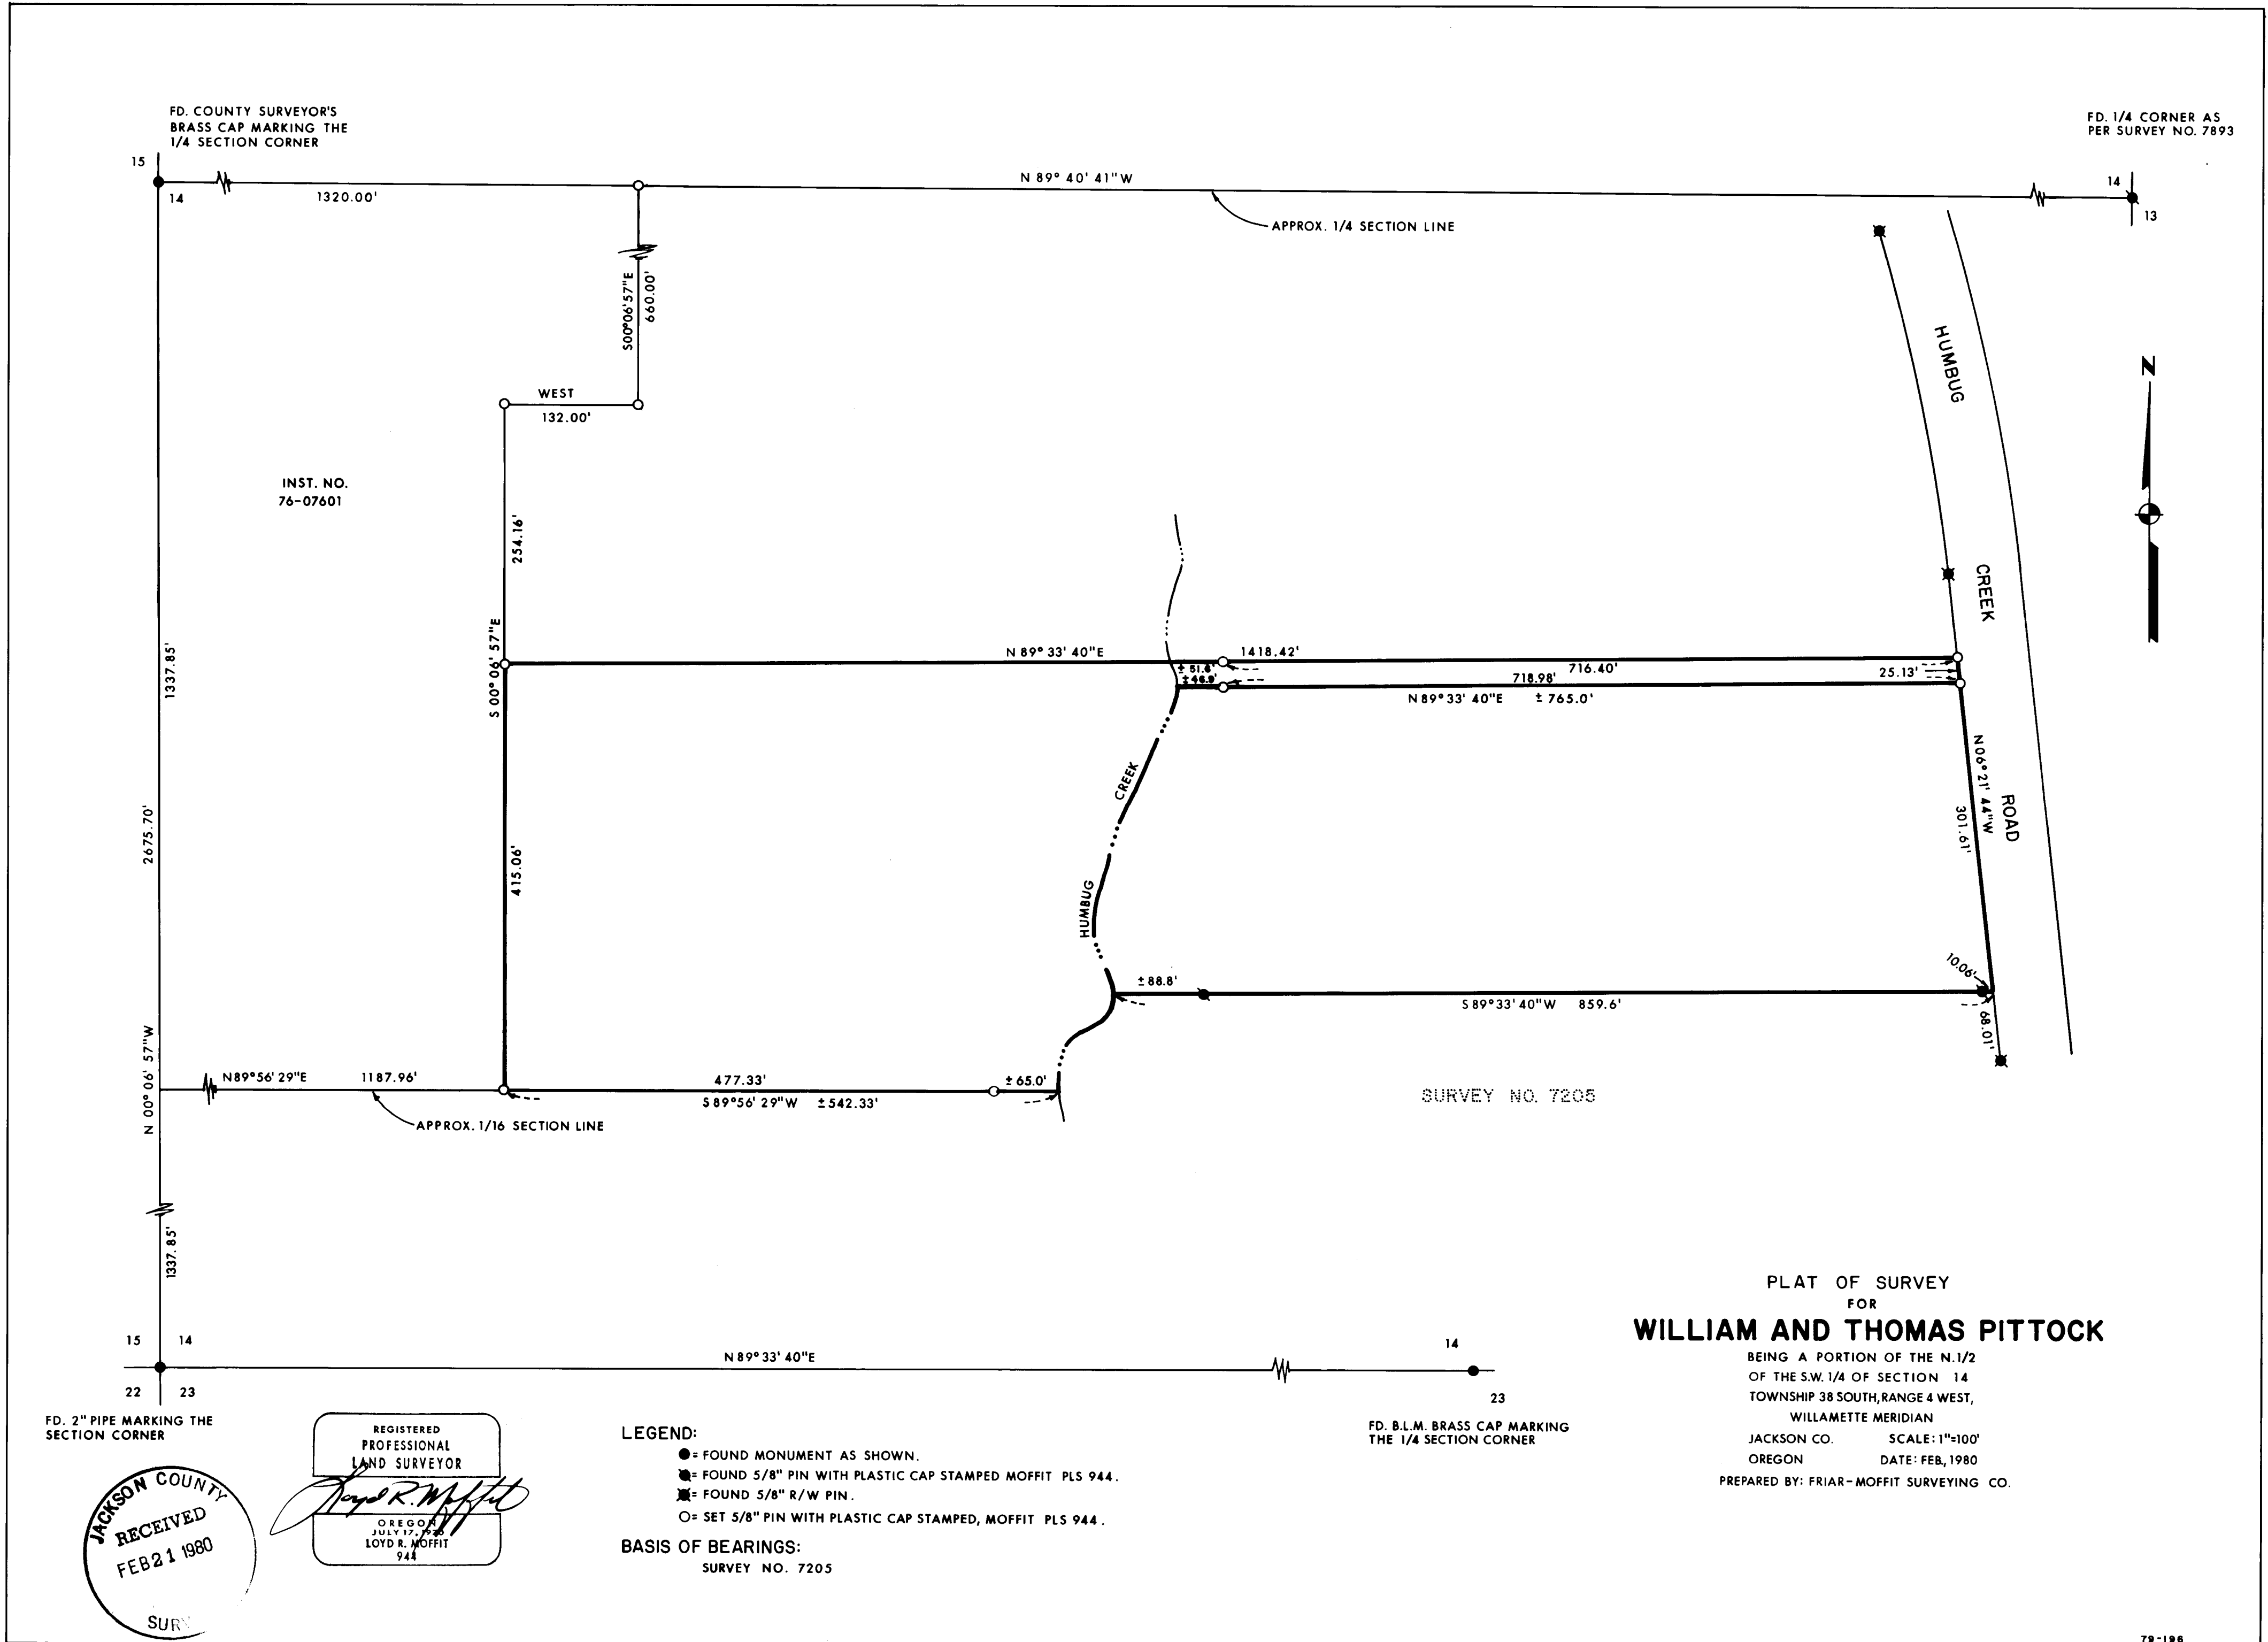 FD. COUNTY SURVEYOR'S
BRASS CAP MARKING THE
1/4 SECTION CORNER
FD. 1/4 CORNER AS
PER SURVEY NO. 7893
15
14
1320.00'
N 89° 40' 41" W
APPROX. 1/4 SECTION LINE
14
13
S00°06'57"E
660.00'
WEST
132.00'
HUMBUG
CREEK
ROAD
N
INST. NO.
76-07601
254.16'
S 00° 06' 57"E
1337.85'
2675.70'
N 00° 06' 57"W
1337.85'
N 89° 33' 40"E
1418.42'
± 51.6'
± 46.9'
716.40'
718.98'
25.13'
N 89° 33' 40"E ± 765.0'
N06° 21' 44"W
301.61'
415.06'
HUMBUG
CREEK
± 88.8'
S 89° 33' 40"W 859.6'
10.06'
68.01'
N89° 56' 29"E 1187.96'
477.33'
± 65.0'
S 89° 56' 29"W ± 542.33'
APPROX. 1/16 SECTION LINE
SURVEY NO. 7205
15 14
22 23
N 89° 33' 40"E
14
23
FD. 2" PIPE MARKING THE
SECTION CORNER
FD. B.L.M. BRASS CAP MARKING
THE 1/4 SECTION CORNER
PLAT OF SURVEY
FOR
WILLIAM AND THOMAS PITTOCK
BEING A PORTION OF THE N.1/2
OF THE S.W. 1/4 OF SECTION 14
TOWNSHIP 38 SOUTH, RANGE 4 WEST,
WILLAMETTE MERIDIAN
JACKSON CO. SCALE: 1"=100'
OREGON DATE: FEB., 1980
PREPARED BY: FRIAR-MOFFIT SURVEYING CO.
JACKSON COUNTY
RECEIVED
FEB 21 1980
REGISTERED
PROFESSIONAL
LAND SURVEYOR
Loyd R. Moffit
OREGON
JULY 17,
LOYD R. MOFFIT
944
LEGEND:
= FOUND MONUMENT AS SHOWN.
= FOUND 5/8" PIN WITH PLASTIC CAP STAMPED MOFFIT PLS 944.
= FOUND 5/8" R/W PIN.
= SET 5/8" PIN WITH PLASTIC CAP STAMPED, MOFFIT PLS 944.
BASIS OF BEARINGS:
SURVEY NO. 7205
79-196